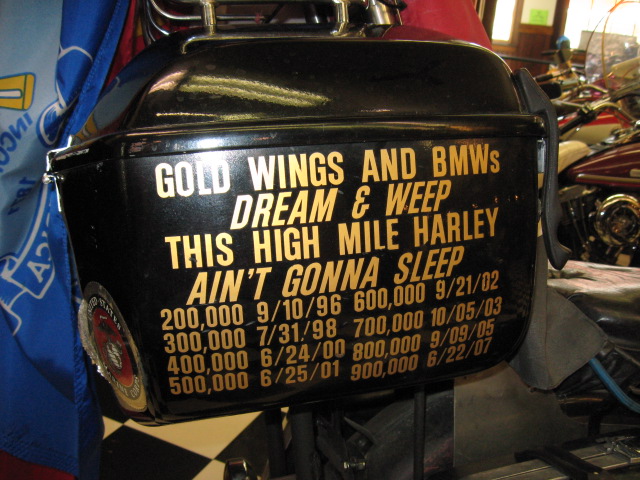 GOLD WINGS AND BMWs
DREAM & WEEP
THIS HIGH MILE HARLEY
AIN'T GONNA SLEEP
200,000 9/10/96 600,000 9/21/02
300,000 7/31/98 700,000 10/05/03
400,000 6/24/00 800,000 9/09/05
500,000 6/25/01 900,000 6/22/07